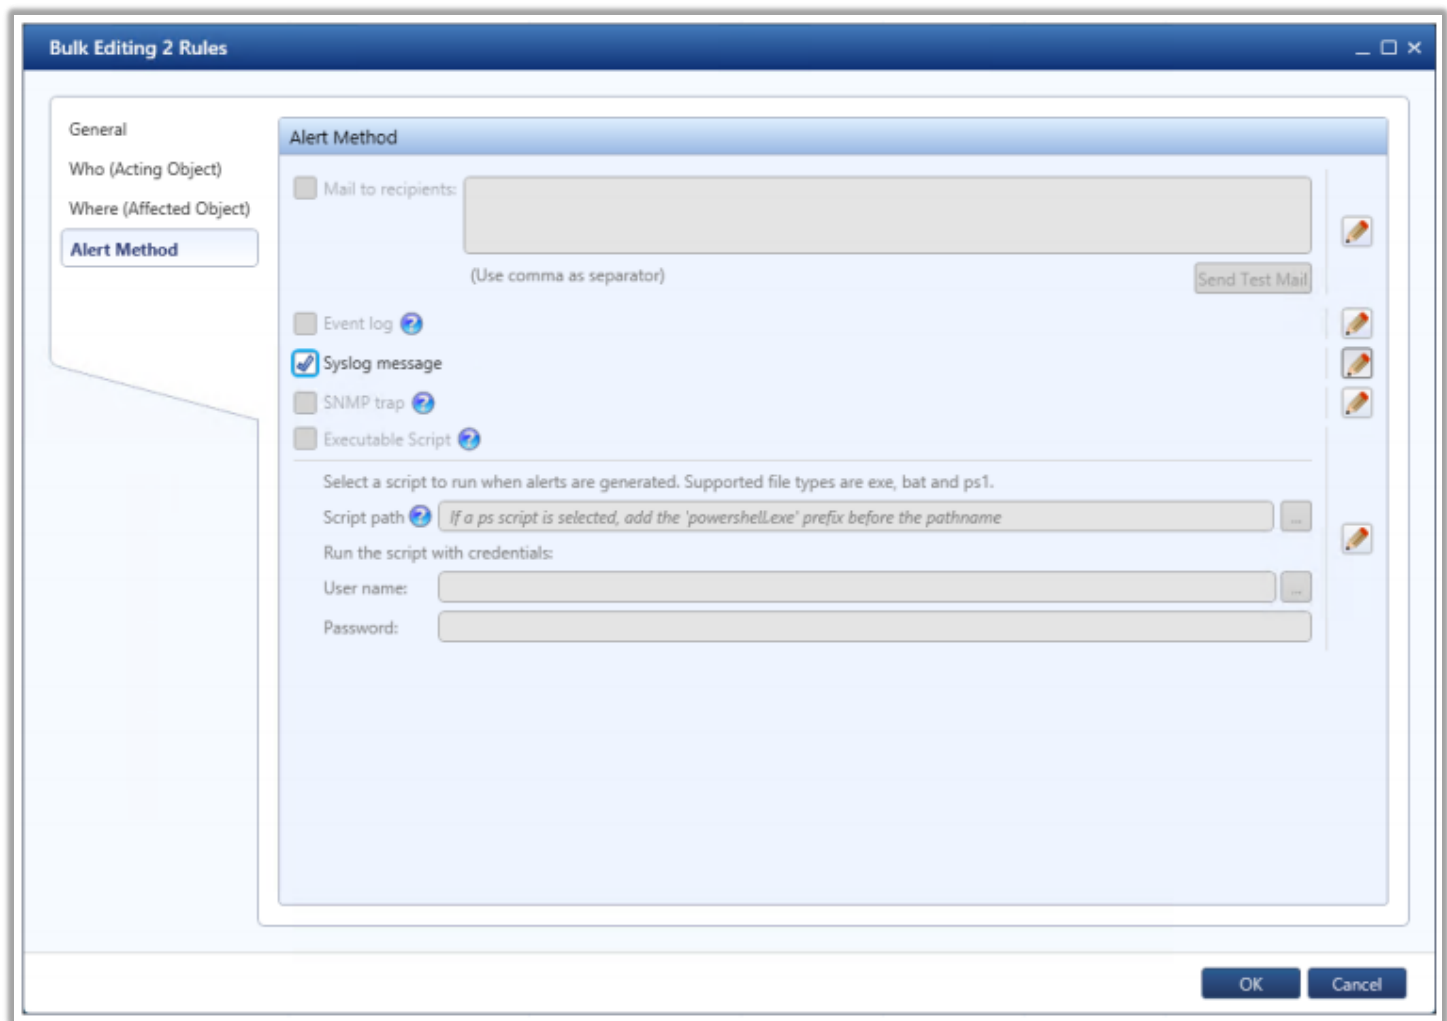 Bulk Editing 2 Rules
General
Who (Acting Object)
Where (Affected Object)
Alert Method
Alert Method
Mail to recipients:
(Use comma as separator)
Send Test Mail
Event log
Syslog message
SNMP trap
Executable Script
Select a script to run when alerts are generated. Supported file types are exe, bat and ps1.
Script path
If a ps script is selected, add the 'powershell.exe' prefix before the pathname
...
Run the script with credentials:
User name:
...
Password:
OK
Cancel